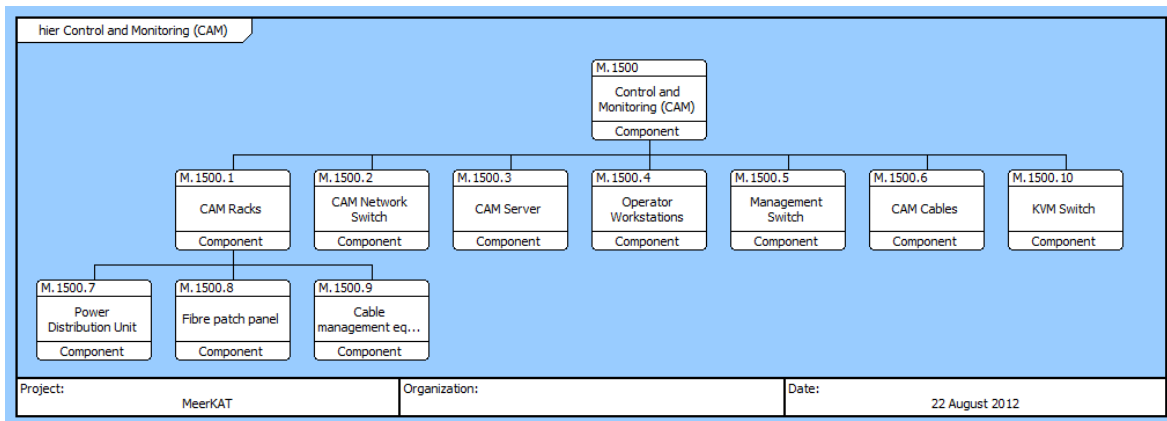 hier Control and Monitoring (CAM)
M.1500
Control and
Monitoring (CAM)
Component
M.1500.1
CAM Racks
Component
M.1500.2
CAM Network
Switch
Component
M.1500.3
CAM Server
Component
M.1500.4
Operator
Workstations
Component
M.1500.5
Management
Switch
Component
M.1500.6
CAM Cables
Component
M.1500.10
KVM Switch
Component
M.1500.7
Power
Distribution Unit
Component
M.1500.8
Fibre patch panel
Component
M.1500.9
Cable
management eq...
Component
Project:
MeerKAT
Organization:
Date:
22 August 2012